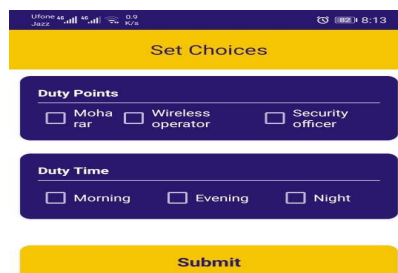 Ufone 4G 4G 0.9
Jazz K/s 82 8:13
Set Choices
Duty Points
Moha Wireless Security
rar operator officer
Duty Time
Morning Evening Night
Submit